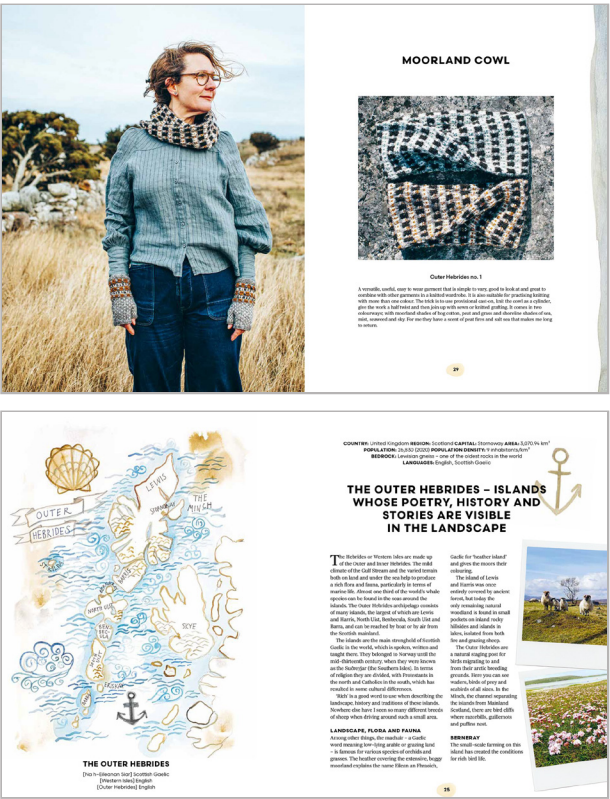 MOORLAND COWL
Outer Hebrides no. 1
A versatile, useful, easy to wear garment that is simple to vary, good to look at and great to
combine with other garments in a knitted wardrobe. It is also suitable for practising knitting
with more than one colour. The trick is to use provisional cast-on, knit the cowl as a cylinder,
give the work a half twist and then join up with sewn or knitted grafting. It comes in two
colourways, with moorland shades of bog cotton, peat and grass and shoreline shades of sea,
mist, seaweed and sky. For me they have a scent of peat fires and salt sea that makes me long
to return.
29
OUTER
HEBRIDES
LEWIS
STORNOWAY
THE
MINCH
SKYE
THE OUTER HEBRIDES
[Na h-Eileanan Siar] Scottish Gaelic
[Western Isles] English
[Outer Hebrides] English
COUNTRY: United Kingdom REGION: Scotland CAPITAL: Stornoway AREA: 3,070.94 km²
POPULATION: 26,830 (2020) POPULATION DENSITY: 9 inhabitants/km²
BEDROCK: Lewisian gneiss – one of the oldest rocks in the world
LANGUAGES: English, Scottish Gaelic
THE OUTER HEBRIDES – ISLANDS
WHOSE POETRY, HISTORY AND
STORIES ARE VISIBLE
IN THE LANDSCAPE
The Hebrides or Western Isles are made up
of the Outer and Inner Hebrides. The mild
climate of the Gulf Stream and the varied terrain
both on land and under the sea help to produce
a rich flora and fauna, particularly in terms of
marine life. Almost one third of the whole world's
species can be found in the seas around the
islands. The Outer Hebrides archipelago consists
of many islands, the largest of which are Lewis
and Harris, North Uist, Benbecula, South Uist and
Barra, and can be reached by boat or by air from
the Scottish mainland.
The islands are the main stronghold of Scottish
Gaelic in the world, which is spoken, written and
taught there. They belonged to Norway until the
mid-thirteenth century, when they were known
as the Suðreyjar (the Southern Isles). In terms
of religion they are divided, with Protestants in
the north and Catholics in the south, which has
resulted in some cultural differences.
'Rich' is a good word to use when describing the
landscape, history and traditions of these islands.
Nowhere else have I seen so many different breeds
of sheep when driving around such a small area.
LANDSCAPE, FLORA AND FAUNA
Among other things, the machair – a Gaelic
word meaning low-lying arable or grazing land
– is famous for various species of orchids and
grasses. The heather covering the extensive, boggy
moorland explains the name Eilean an Fhraoich,
Gaelic for 'heather island'
and gives the moors their
colouring.
The island of Lewis
and Harris was once
entirely covered by ancient
forest, but today the
only remaining natural
woodland is found in small
pockets on inland rocky
hillsides and islands in
lakes, isolated from both
fire and grazing sheep.
The Outer Hebrides are
a natural staging post for
birds migrating to and
from their arctic breeding
grounds. Here you can see
waders, birds of prey and
seabirds of all sizes. In the
Minch, the channel separating
the islands from Mainland
Scotland, there are bird cliffs
where razorbills, guillemots
and puffins nest.
BERNERAY
The small-scale farming on this
island has created the conditions
for rich bird life.